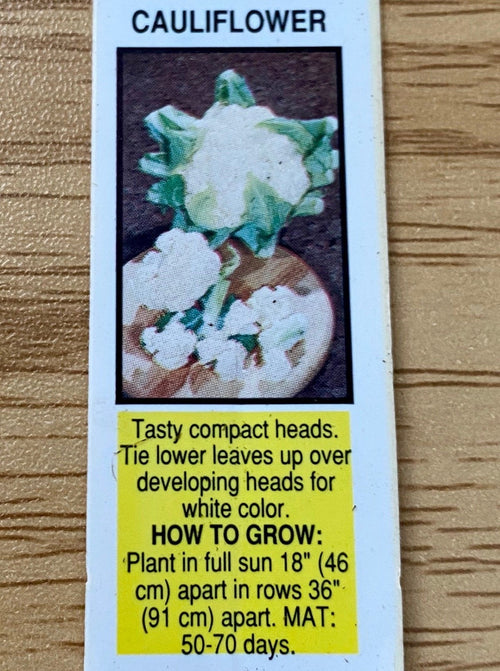 CAULIFLOWER
Tasty compact heads.
Tie lower leaves up over
developing heads for
white color.
HOW TO GROW:
Plant in full sun 18" (46
cm) apart in rows 36"
(91 cm) apart. MAT:
50-70 days.